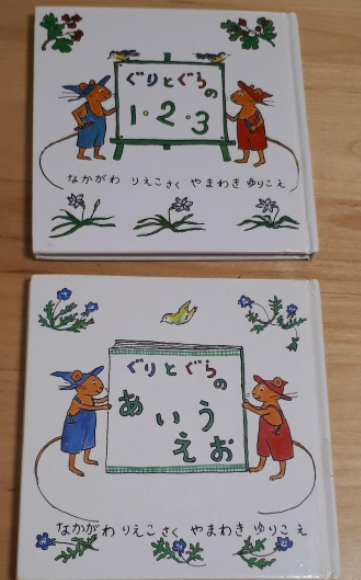 ぐりとぐらの
1・2・3
なかがわ りえこ さく やまわき ゆりこ え
ぐりとぐらの
あいう
えお
なかがわ りえこ さく やまわき ゆりこ え